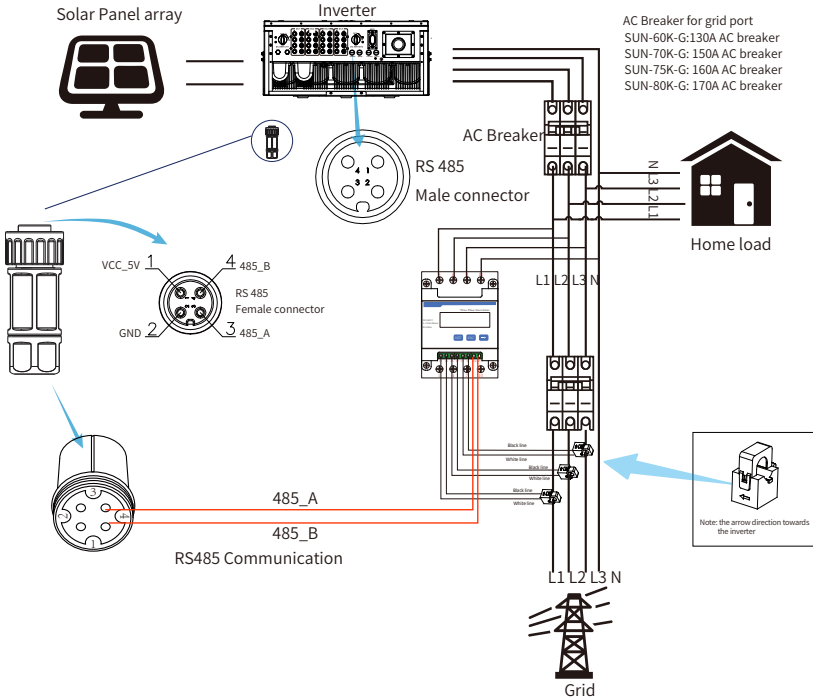 Solar Panel array
Inverter
AC Breaker for grid port
SUN-60K-G:130A AC breaker
SUN-70K-G: 150A AC breaker
SUN-75K-G: 160A AC breaker
SUN-80K-G: 170A AC breaker
AC Breaker
4 1
3 2
RS 485
Male connector
N
L3
L2
L1
Home load
1
VCC_5V
4
485_B
RS 485
Female connector
GND
2
3
485_A
L1 L2 L3 N
Black line
White line
Black line
White line
Black line
White line
Note: the arrow direction towards
the inverter
3
2
4
1
485_A
485_B
RS485 Communication
L1 L2 L3 N
Grid